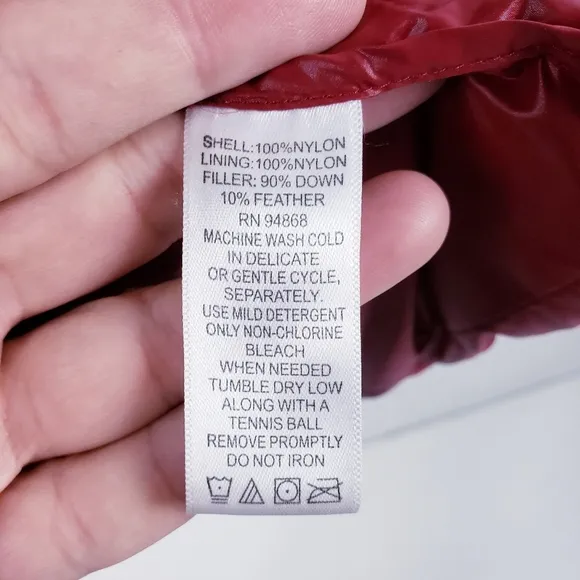 SHELL:100%NYLON
LINING:100%NYLON
FILLER: 90% DOWN
10% FEATHER
RN 94868
MACHINE WASH COLD
IN DELICATE
OR GENTLE CYCLE,
SEPARATELY.
USE MILD DETERGENT
ONLY NON-CHLORINE
BLEACH
WHEN NEEDED
TUMBLE DRY LOW
ALONG WITH A
TENNIS BALL
REMOVE PROMPTLY
DO NOT IRON